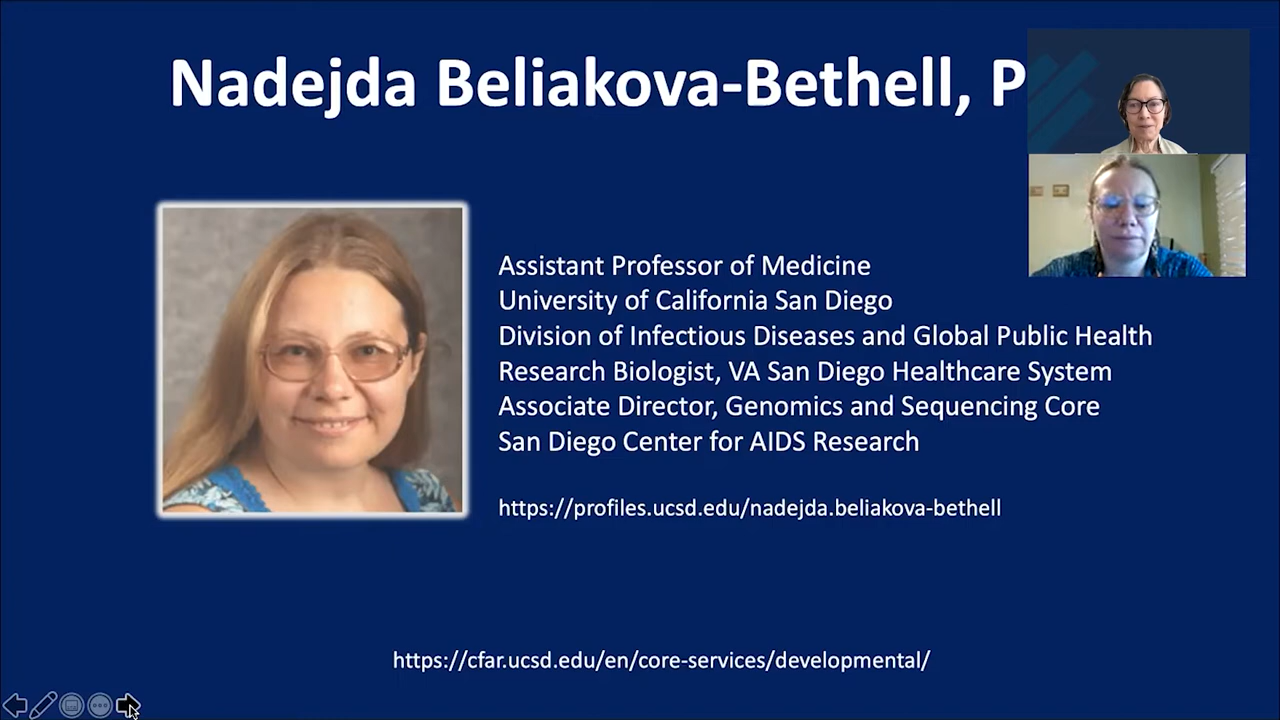 Nadejda Beliakova-Bethell, P
Assistant Professor of Medicine
University of California San Diego
Division of Infectious Diseases and Global Public Health
Research Biologist, VA San Diego Healthcare System
Associate Director, Genomics and Sequencing Core
San Diego Center for AIDS Research
https://profiles.ucsd.edu/nadejda.beliakova-bethell
https://cfar.ucsd.edu/en/core-services/developmental/